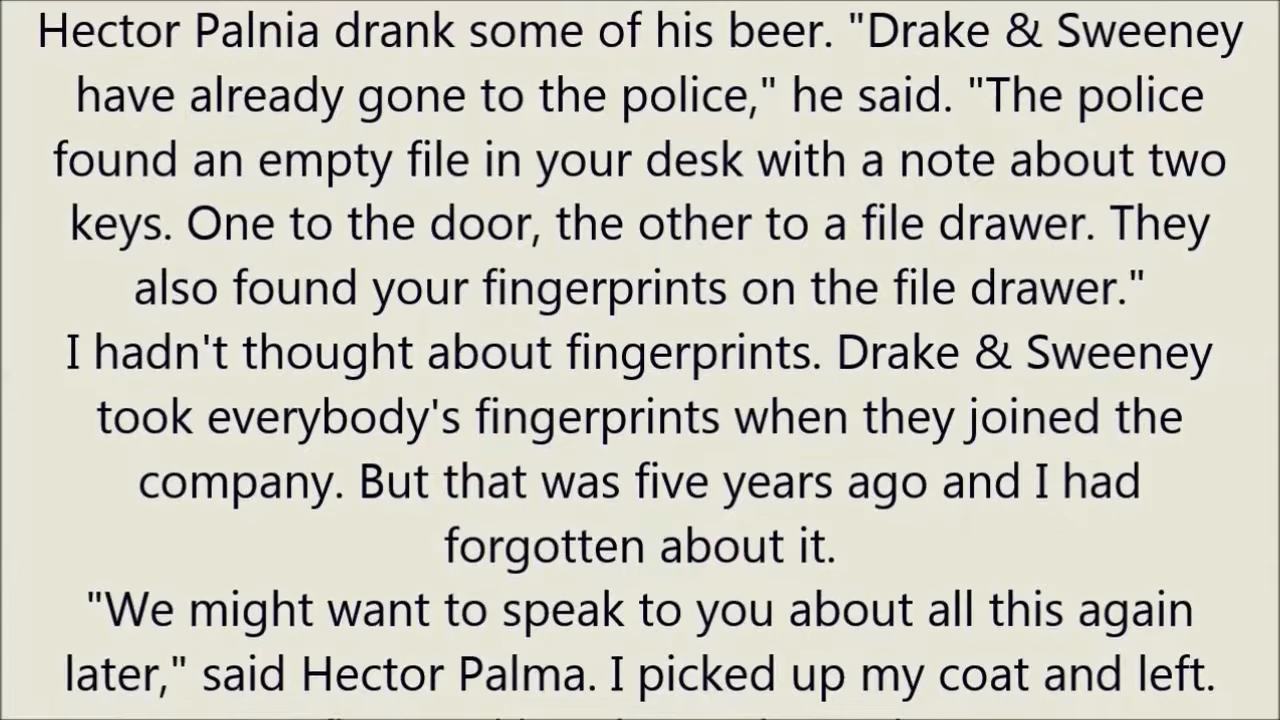 Hector Palnia drank some of his beer. "Drake & Sweeney
have already gone to the police," he said. "The police
found an empty file in your desk with a note about two
keys. One to the door, the other to a file drawer. They
also found your fingerprints on the file drawer."
I hadn't thought about fingerprints. Drake & Sweeney
took everybody's fingerprints when they joined the
company. But that was five years ago and I had
forgotten about it.
"We might want to speak to you about all this again
later," said Hector Palma. I picked up my coat and left.